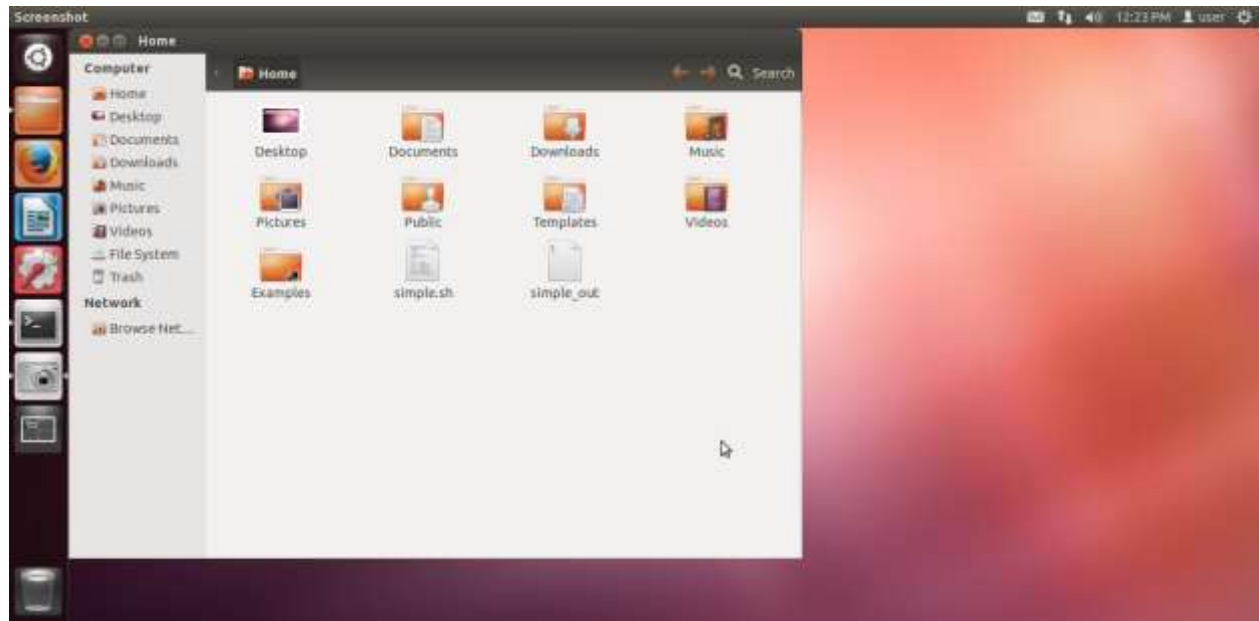 Screenshot
12:23 PM user
Home
Computer
Home
Desktop
Documents
Downloads
Music
Pictures
Videos
File System
Trash
Network
Browse Net...
Home
Search
Desktop Documents Downloads Music
Pictures Public Templates Videos
Examples simple.sh simple_out